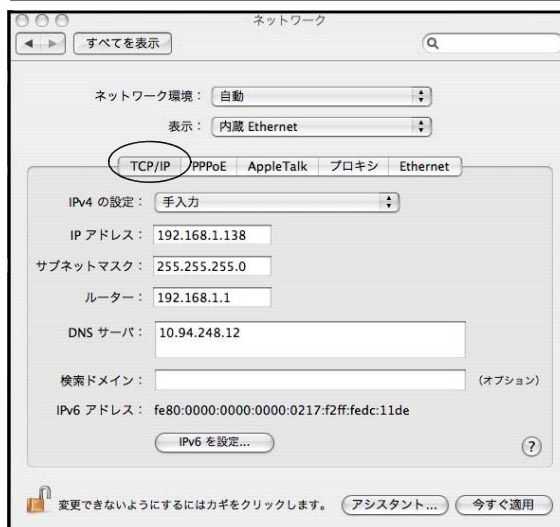 ネットワーク
すべてを表示
ネットワーク環境： 自動
表示： 内蔵 Ethernet
TCP/IP PPPoE AppleTalk プロキシ Ethernet
IPv4 の設定： 手入力
IP アドレス： 192.168.1.138
サブネットマスク： 255.255.255.0
ルーター： 192.168.1.1
DNS サーバ： 10.94.248.12
検索ドメイン： (オプション)
IPv6 アドレス： fe80:0000:0000:0000:0217:f2ff:fedc:11de
IPv6 を設定...
?
変更できないようにするにはカギをクリックします。 アシスタント... 今すぐ適用